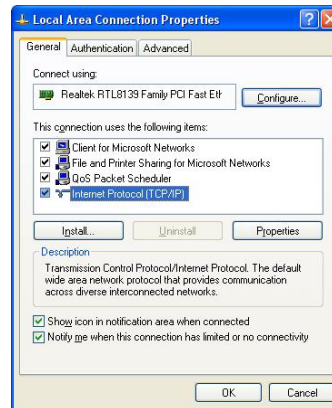 Local Area Connection Properties
General Authentication Advanced
Connect using:
Realtek RTL8139 Family PCI Fast Eth
Configure...
This connection uses the following items:
Client for Microsoft Networks
File and Printer Sharing for Microsoft Networks
QoS Packet Scheduler
Internet Protocol (TCP/IP)
Install... Uninstall Properties
Description
Transmission Control Protocol/Internet Protocol. The default
wide area network protocol that provides communication
across diverse interconnected networks.
Show icon in notification area when connected
Notify me when this connection has limited or no connectivity
OK Cancel